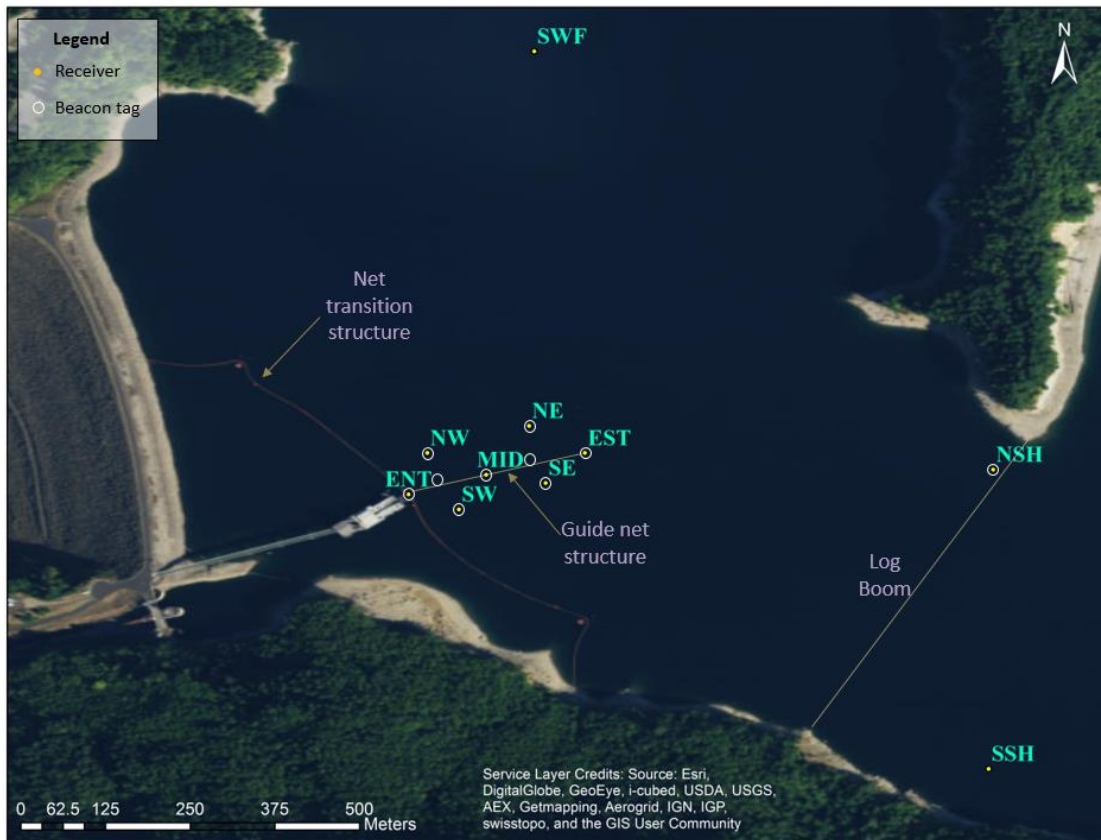 Legend
Receiver
Beacon tag
SWF
N
Net
transition
structure
NE
NW
EST
MID
NSH
ENT
SE
SW
Guide net
structure
Log
Boom
SSH
Service Layer Credits: Source: Esri,
DigitalGlobe, GeoEye, i-cubed, USDA, USGS,
AEX, Getmapping, Aerogrid, IGN, IGP,
swisstopo, and the GIS User Community
0 62.5 125 250 375 500
Meters